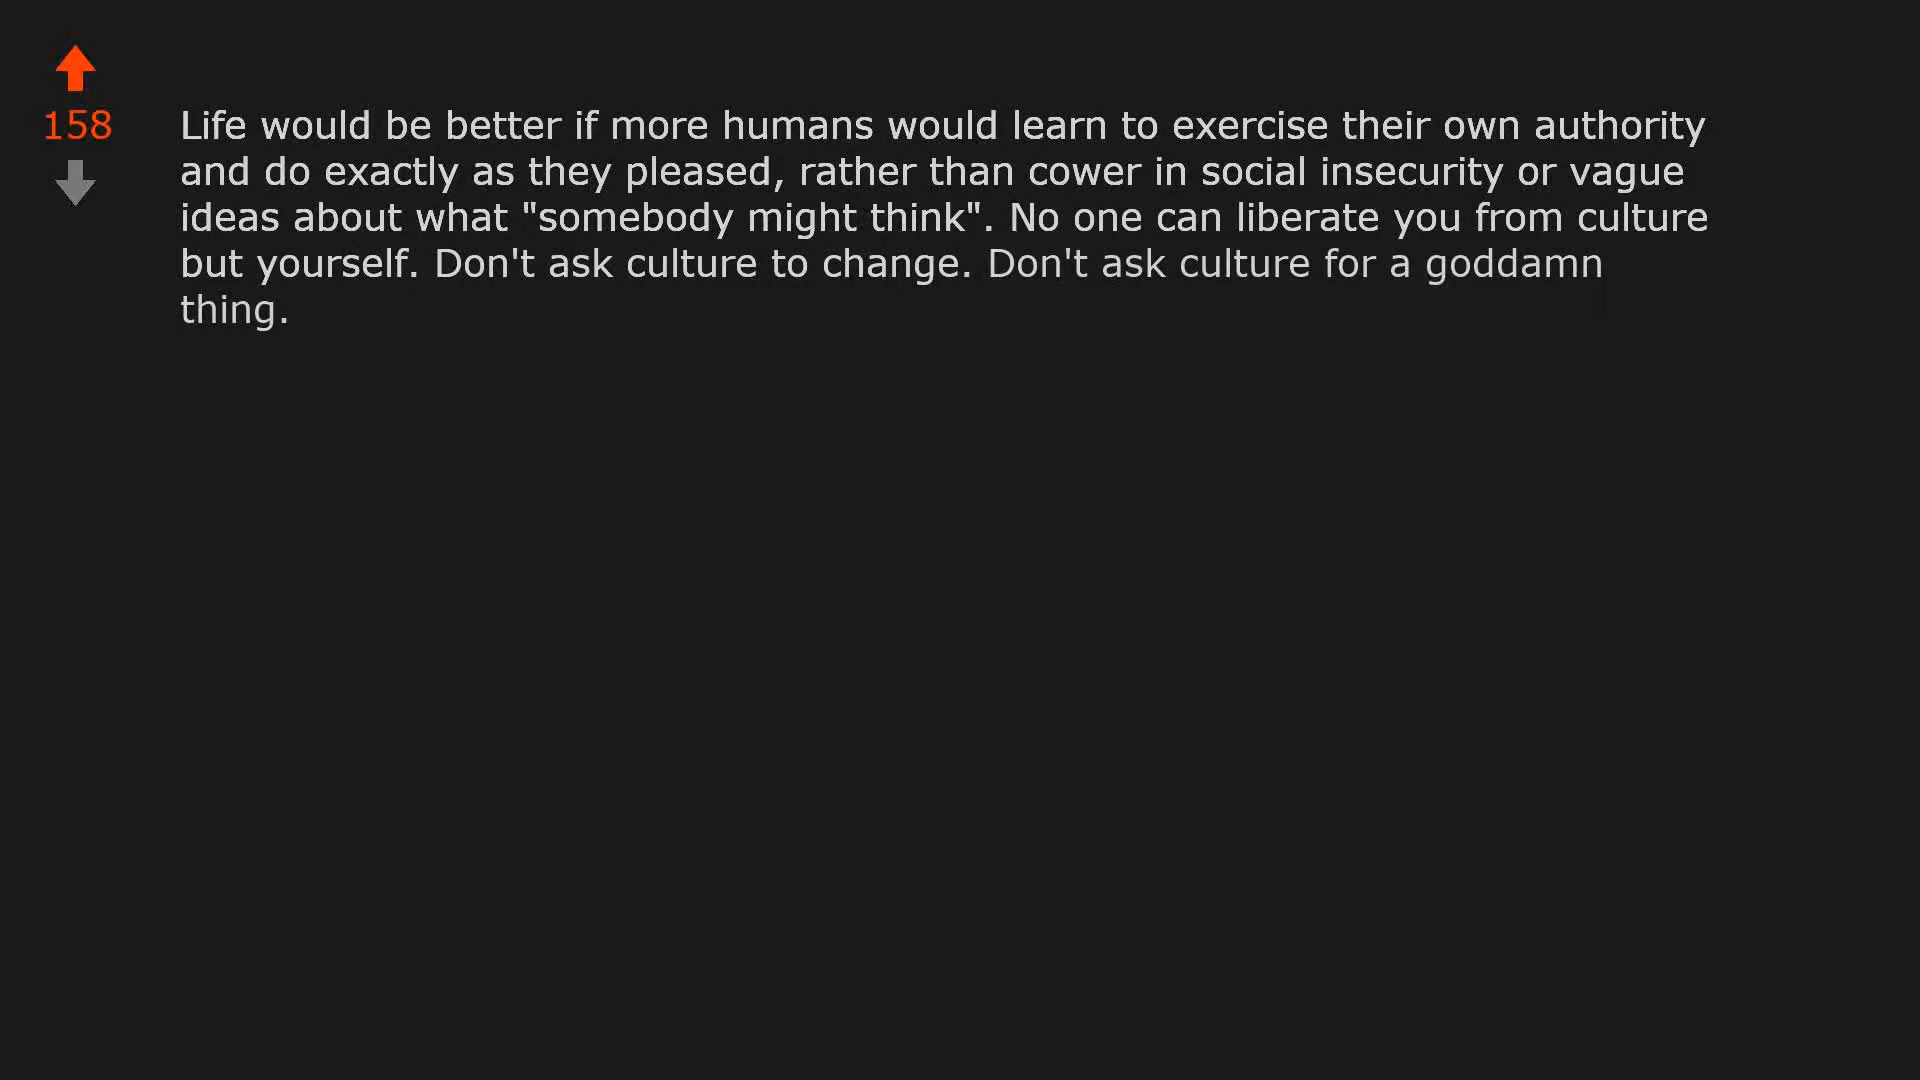 158
Life would be better if more humans would learn to exercise their own authority
and do exactly as they pleased, rather than cower in social insecurity or vague
ideas about what "somebody might think". No one can liberate you from culture
but yourself. Don't ask culture to change. Don't ask culture for a goddamn
thing.